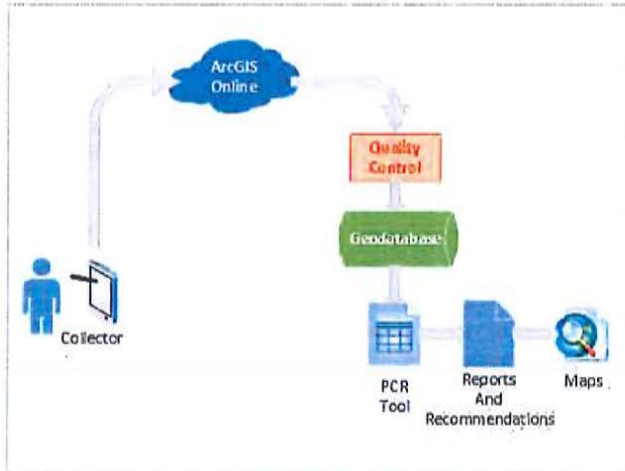 ArcGIS
Online
Quality
Control
Geodatabase
Collector
PCR
Tool
Reports
And
Recommendations
Maps